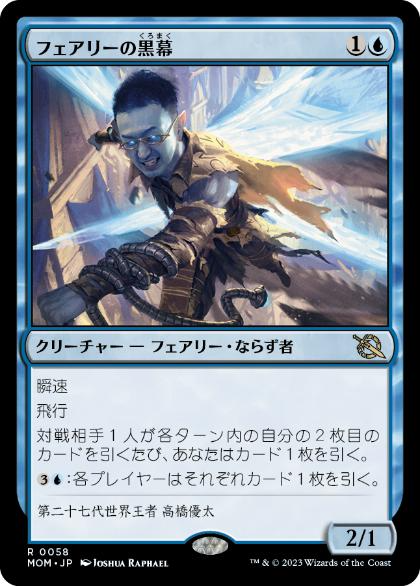 くろまく
フェアリーの黒幕 1
クリーチャー — フェアリー・ならず者
瞬速
飛行
対戦相手1人が各ターン内の自分の2枚目の
カードを引くたび、あなたはカード1枚を引く。
3:各プレイヤーはそれぞれカード1枚を引く。
第二十七代世界王者 高橋優太
2/1
R 0058
MOM • JP Joshua Raphael
™ & © 2023 Wizards of the Coast